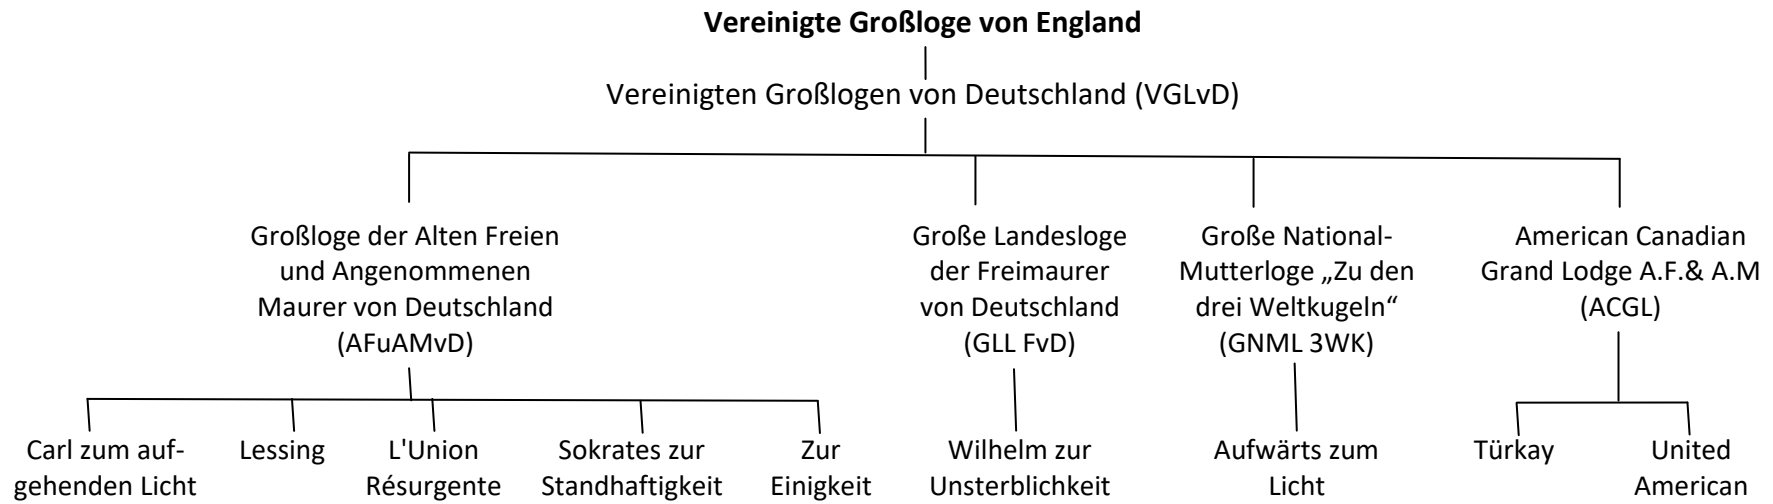 Vereinigte Großloge von England
Vereinigten Großlogen von Deutschland (VGLvD)
Großloge der Alten Freien
und Angenommenen
Maurer von Deutschland
(AFuAMvD)
Große Landesloge
der Freimaurer
von Deutschland
(GLL FvD)
Große National-
Mutterloge „Zu den
drei Weltkugeln“
(GNML 3WK)
American Canadian
Grand Lodge A.F.& A.M
(ACGL)
Carl zum auf-
gehenden Licht
Lessing
L'Union
Résurgente
Sokrates zur
Standhaftigkeit
Zur
Einigkeit
Wilhelm zur
Unsterblichkeit
Aufwärts zum
Licht
Türkay
United
American